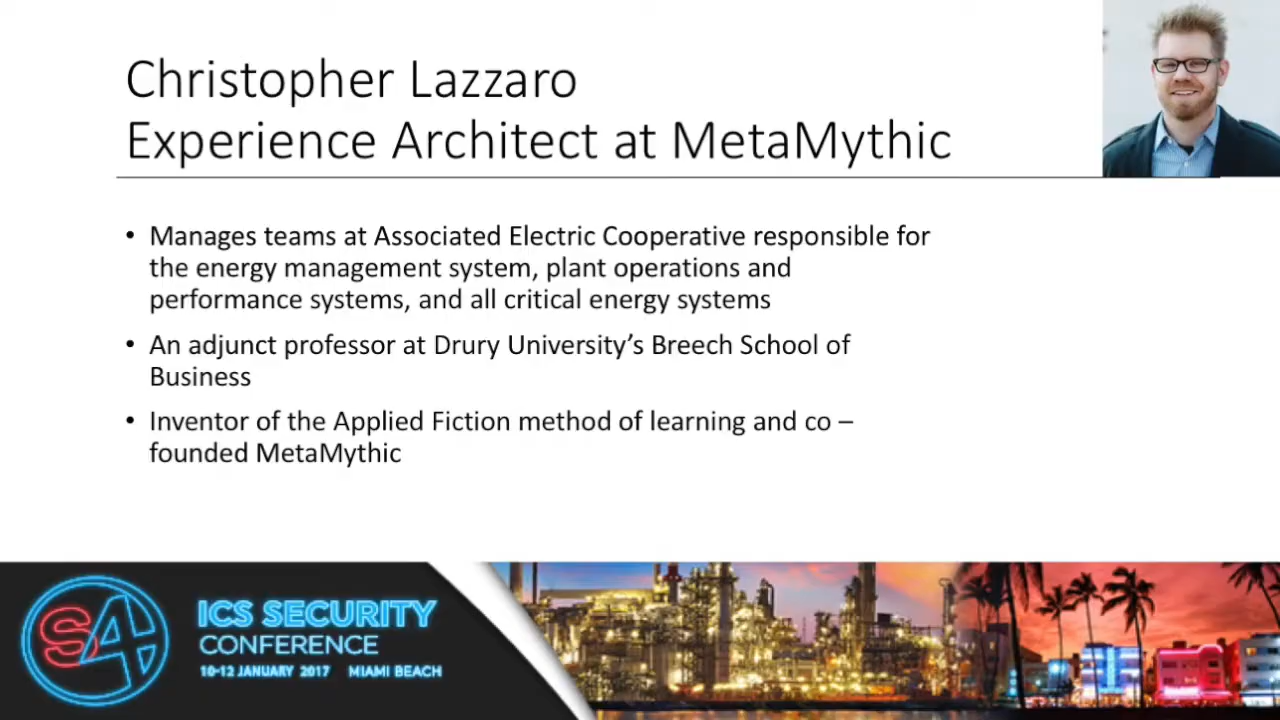 Christopher Lazzaro
Experience Architect at MetaMythic
• Manages teams at Associated Electric Cooperative responsible for
the energy management system, plant operations and
performance systems, and all critical energy systems
• An adjunct professor at Drury University’s Breech School of
Business
• Inventor of the Applied Fiction method of learning and co –
founded MetaMythic
S4
ICS SECURITY
CONFERENCE
10-12 JANUARY 2017 MIAMI BEACH